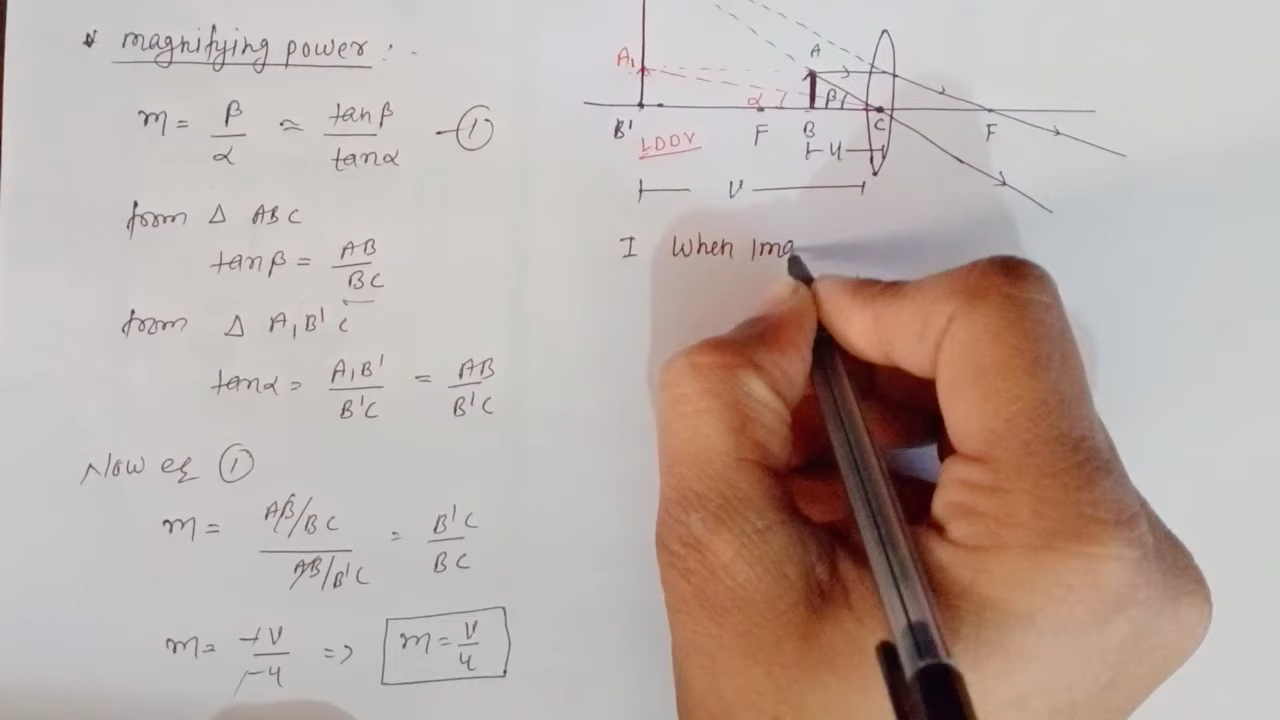 * magnifying power :-
m = β/α ≈ tanβ/tanα — ①
form Δ ABC
tanβ = AB/BC
from Δ A₁B'C
tanα = A₁B'/B'C = AB/B'C
Now eq ①
m = AB/BC / AB/B'C = B'C/BC
m = -v/-u => m = v/u
A
A₁
α
β
C
B'
F
B
F
LDDV
u
v
I When Ima